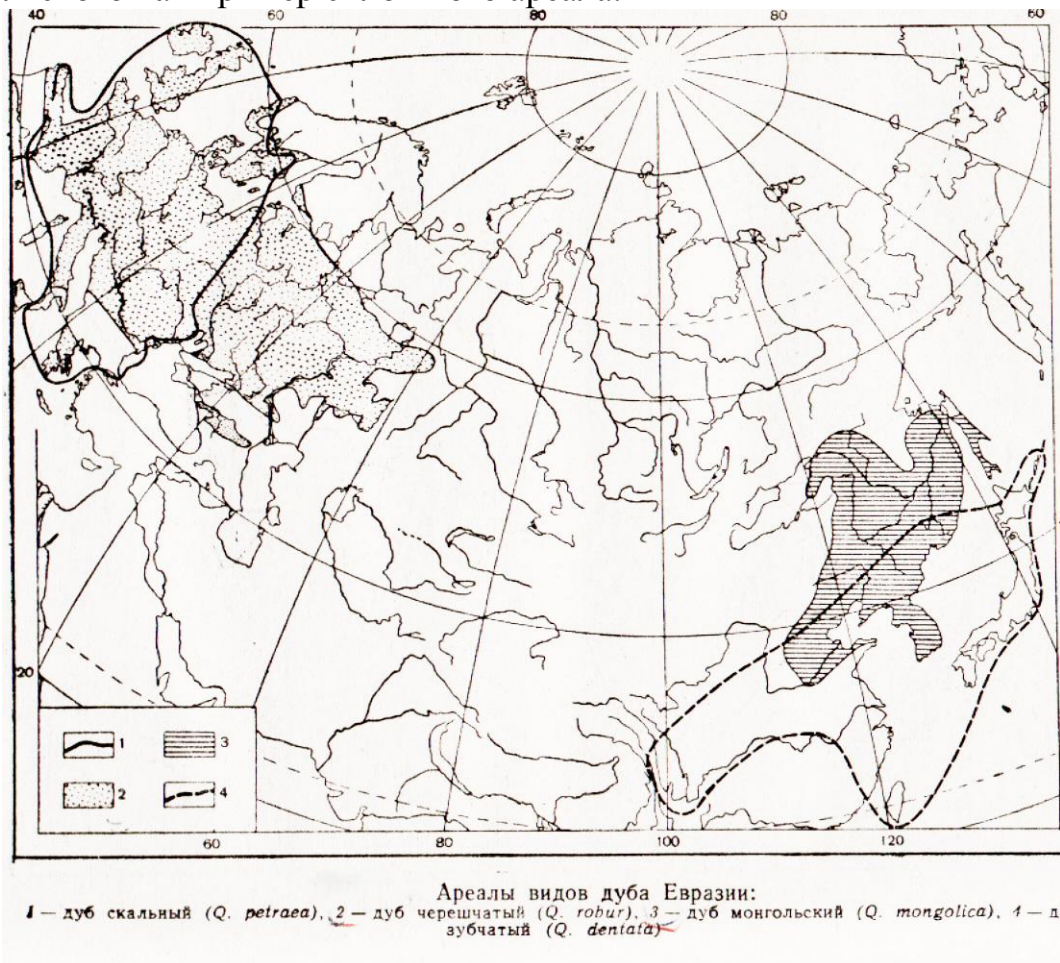 40 60 80 80 60
20
1 3
2 4
60 80 100 120
Ареалы видов дуба Евразии:
1 — дуб скальный (Q. petraea), 2 — дуб черешчатый (Q. robur), 3 — дуб монгольский (Q. mongolica), 4 — д
зубчатый (Q. dentata)